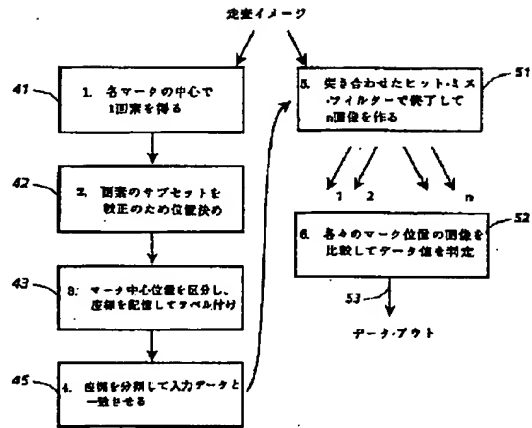 走査イメージ
41
1. 各マークの中心で
1画素を得る
42
2. 画素のサブセットを
較正のため位置決め
43
3. マーク中心位置を区分し、
座標を記憶してラベル付け
45
4. 座標を分割して入力データと
一致させる
51
5. 突き合わせたヒット・ミス
・フィルターで終了して
n画像を作る
1 2 n
52
6. 各々のマーク位置の画像を
比較してデータ値を判定
53
データ・アウト